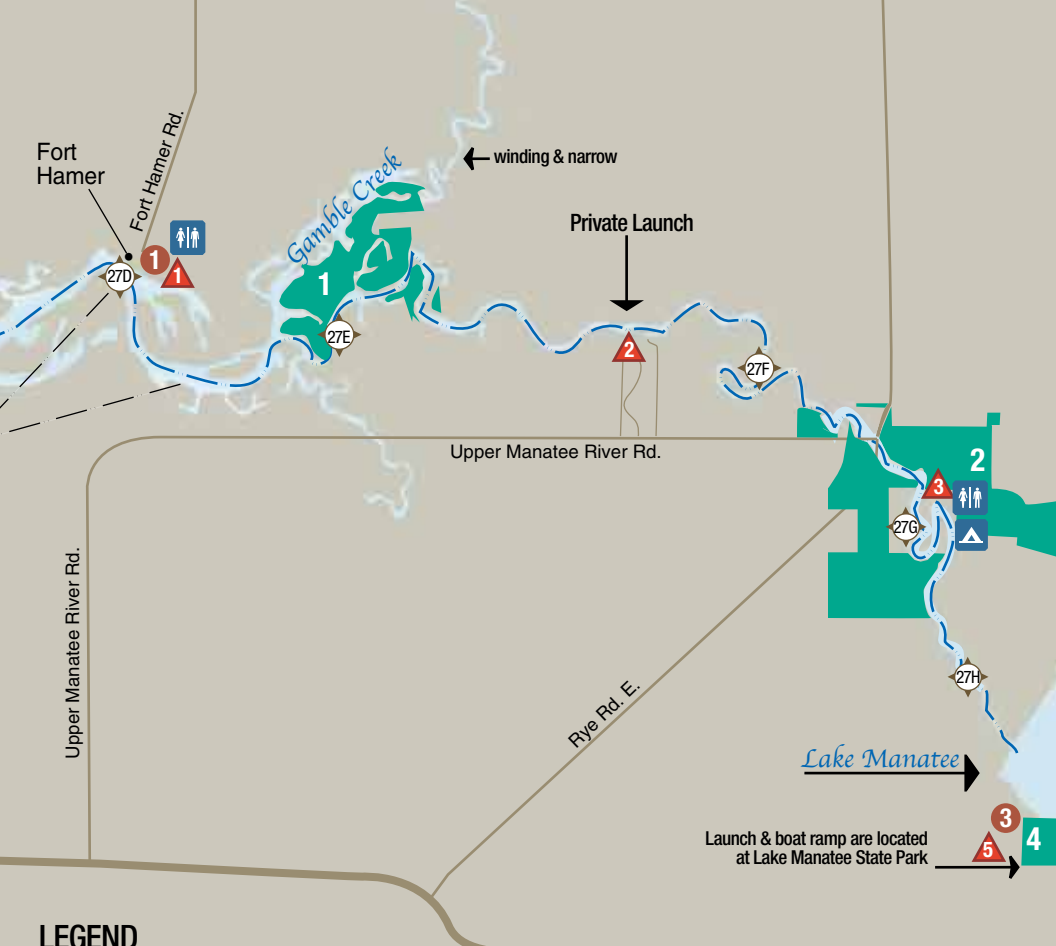 winding & narrow
Fort
Hamer
Fort Hamer Rd.
Gamble Creek
Private Launch
1
27D
1
1
27E
2
27F
Upper Manatee River Rd.
2
3
27G
Upper Manatee River Rd.
27H
Rye Rd. E.
Lake Manatee
3
Launch & boat ramp are located
at Lake Manatee State Park
5
4
LEGEND